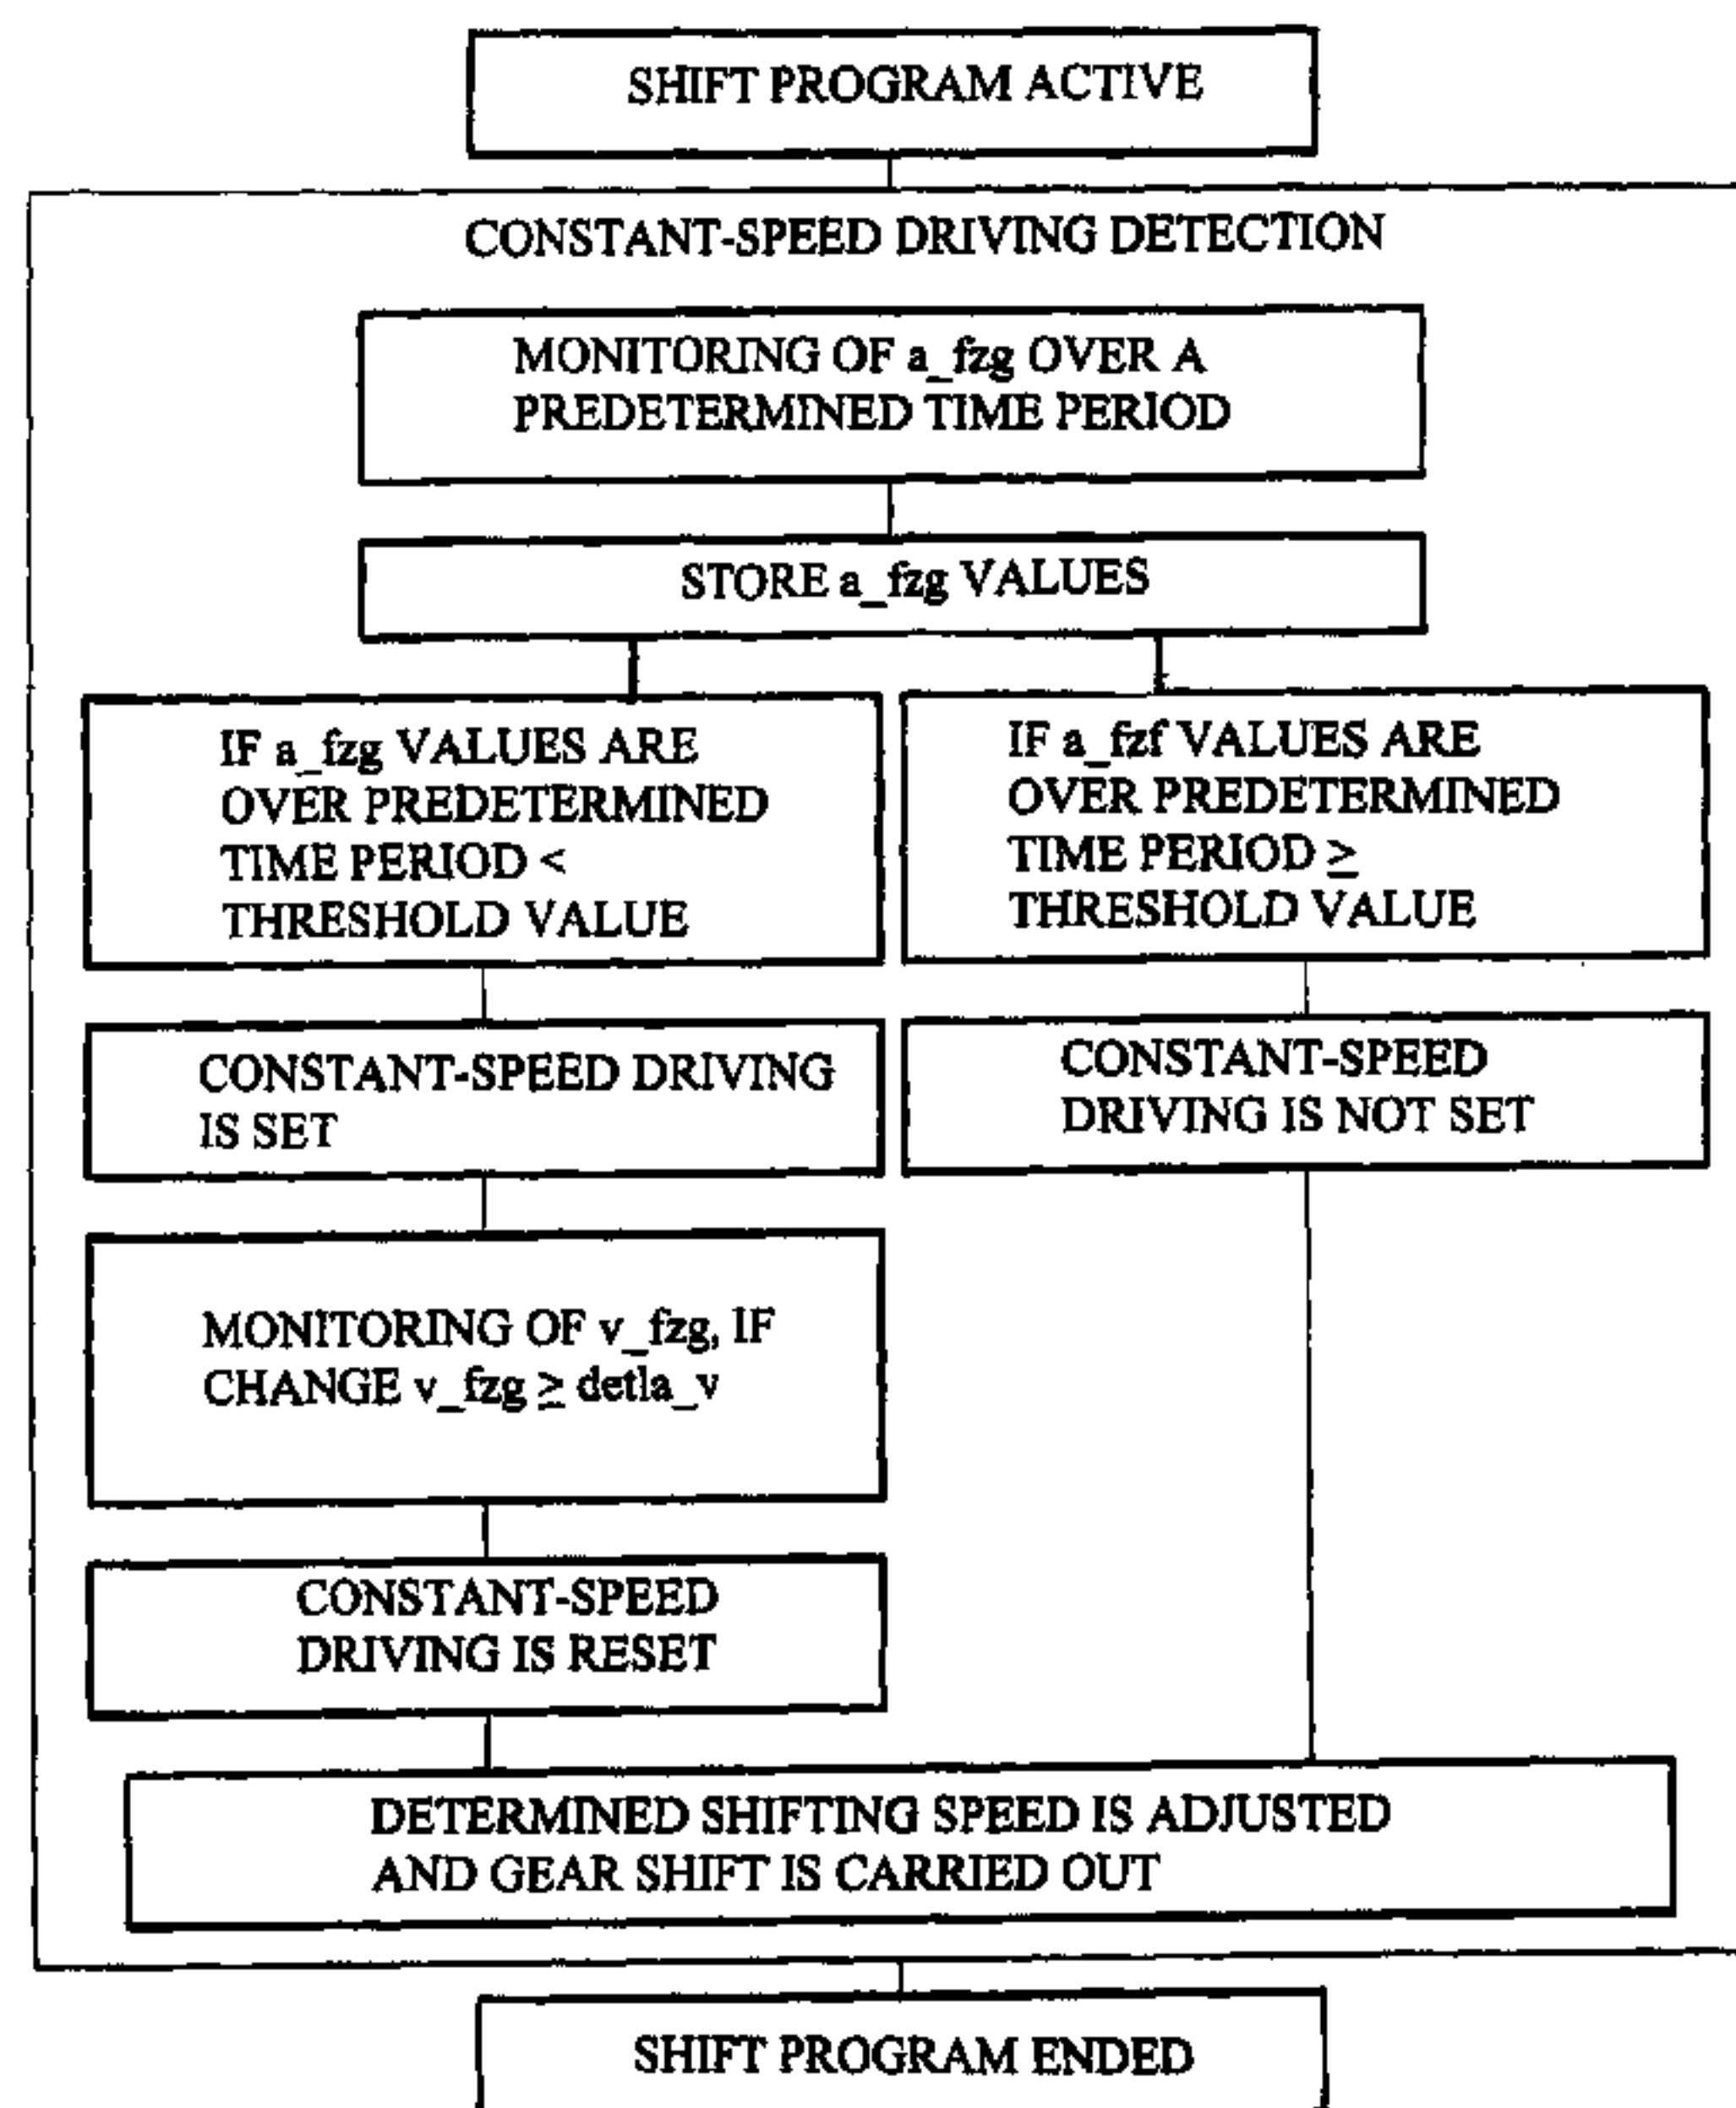 SHIFT PROGRAM ACTIVE
CONSTANT-SPEED DRIVING DETECTION
MONITORING OF a_fzg OVER A
PREDETERMINED TIME PERIOD
STORE a_fzg VALUES
IF a_fzg VALUES ARE
OVER PREDETERMINED
TIME PERIOD <
THRESHOLD VALUE
IF a_fzf VALUES ARE
OVER PREDETERMINED
TIME PERIOD ≥
THRESHOLD VALUE
CONSTANT-SPEED DRIVING
IS SET
CONSTANT-SPEED
DRIVING IS NOT SET
MONITORING OF v_fzg, IF
CHANGE v_fzg ≥ detla_v
CONSTANT-SPEED
DRIVING IS RESET
DETERMINED SHIFTING SPEED IS ADJUSTED
AND GEAR SHIFT IS CARRIED OUT
SHIFT PROGRAM ENDED